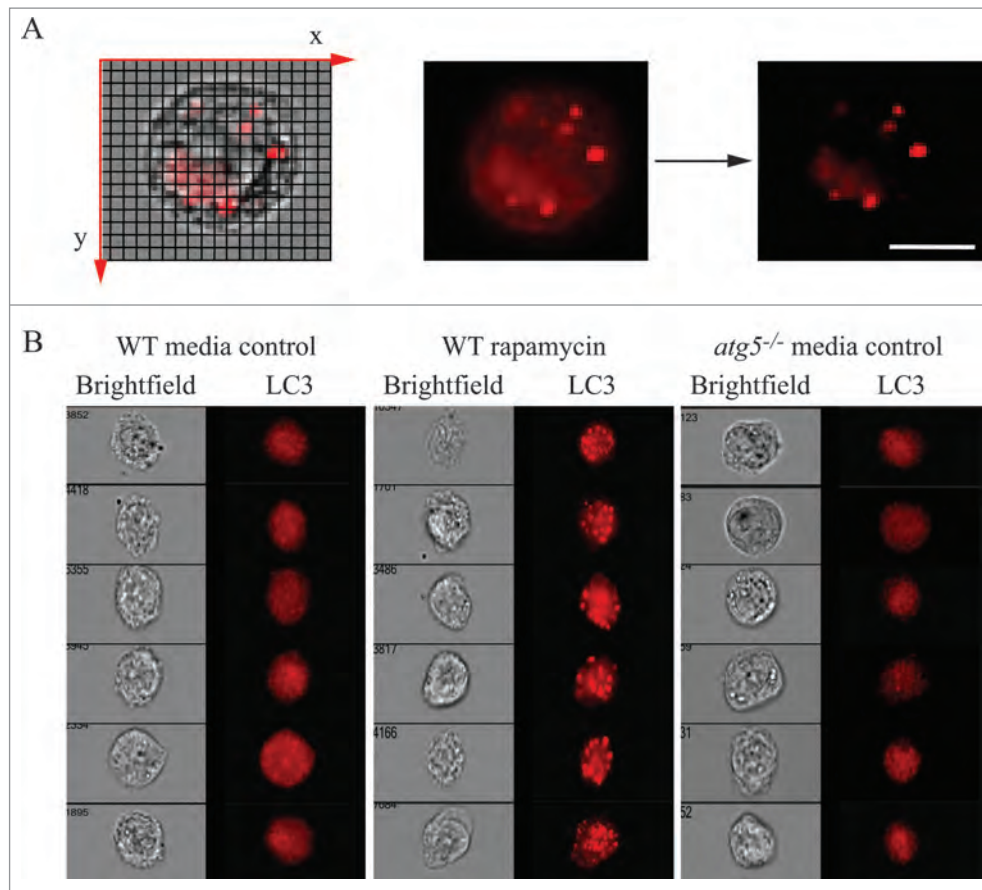 A
x
y
B
WT media control
WT rapamycin
atg5-/- media control
Brightfield
LC3
Brightfield
LC3
Brightfield
LC3
3852
4418
5355
1895
1701
3486
3817
4166
7084
123
83
31
52